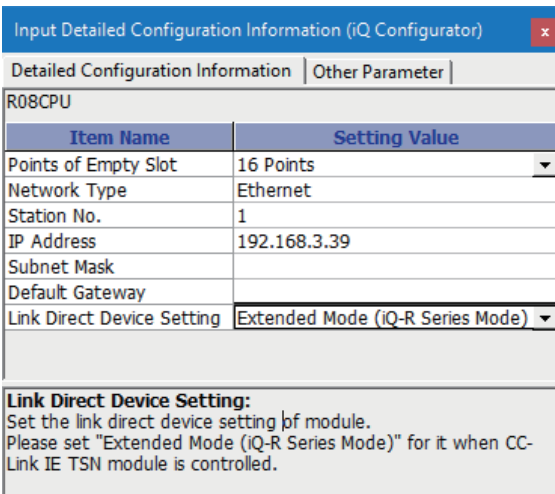 Input Detailed Configuration Information (iQ Configurator) x
Detailed Configuration Information Other Parameter
R08CPU
Item Name Setting Value
Points of Empty Slot 16 Points
Network Type Ethernet
Station No. 1
IP Address 192.168.3.39
Subnet Mask
Default Gateway
Link Direct Device Setting Extended Mode (iQ-R Series Mode)
Link Direct Device Setting:
Set the link direct device setting of module.
Please set "Extended Mode (iQ-R Series Mode)" for it when CC-
Link IE TSN module is controlled.